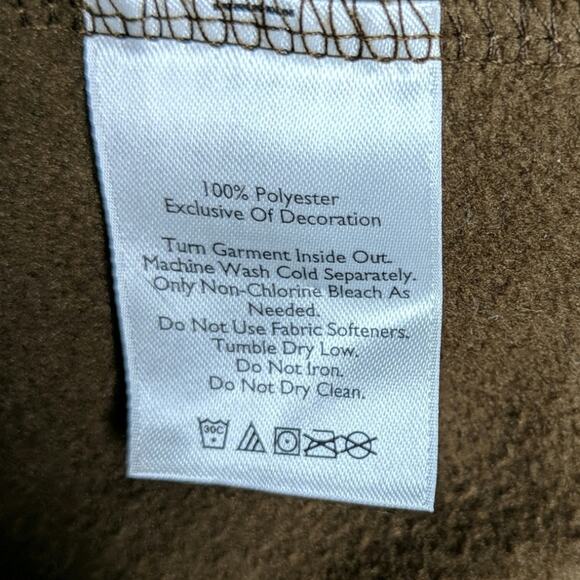 100% Polyester
Exclusive Of Decoration
Turn Garment Inside Out.
Machine Wash Cold Separately.
Only Non-Chlorine Bleach As
Needed.
Do Not Use Fabric Softeners.
Tumble Dry Low.
Do Not Iron.
Do Not Dry Clean.
30C